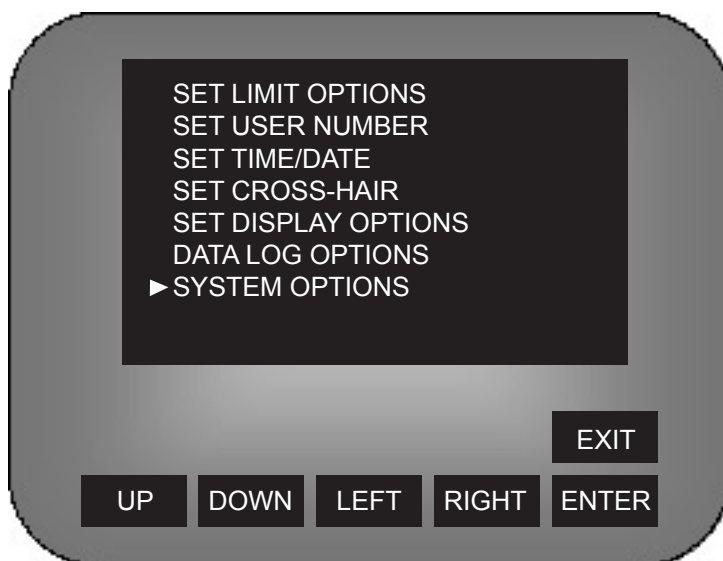 SET LIMIT OPTIONS
SET USER NUMBER
SET TIME/DATE
SET CROSS-HAIR
SET DISPLAY OPTIONS
DATA LOG OPTIONS
►SYSTEM OPTIONS
EXIT
UP DOWN LEFT RIGHT ENTER